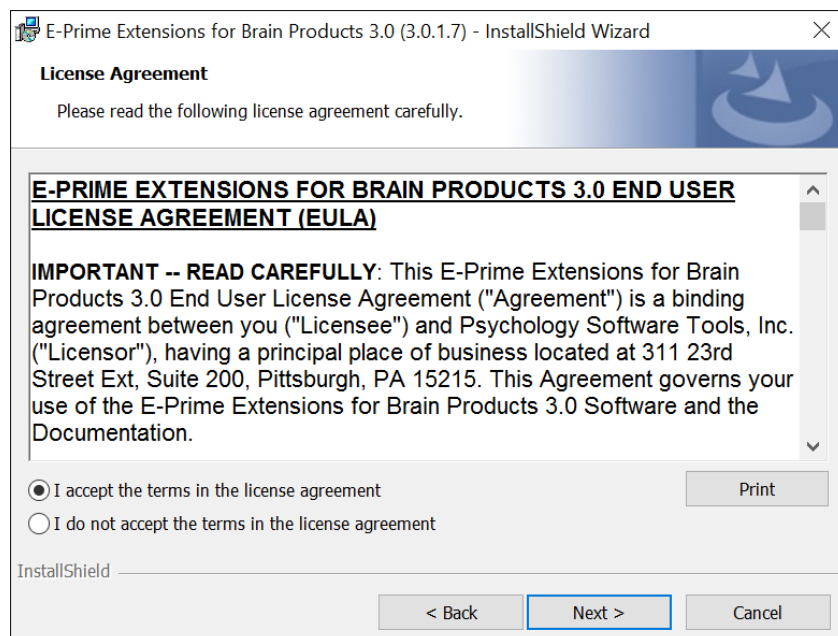 E-Prime Extensions for Brain Products 3.0 (3.0.1.7) - InstallShield Wizard
License Agreement
Please read the following license agreement carefully.
E-PRIME EXTENSIONS FOR BRAIN PRODUCTS 3.0 END USER
LICENSE AGREEMENT (EULA)
IMPORTANT -- READ CAREFULLY: This E-Prime Extensions for Brain
Products 3.0 End User License Agreement ("Agreement") is a binding
agreement between you ("Licensee") and Psychology Software Tools, Inc.
("Licensor"), having a principal place of business located at 311 23rd
Street Ext, Suite 200, Pittsburgh, PA 15215. This Agreement governs your
use of the E-Prime Extensions for Brain Products 3.0 Software and the
Documentation.
I accept the terms in the license agreement
Print
I do not accept the terms in the license agreement
InstallShield
< Back
Next >
Cancel